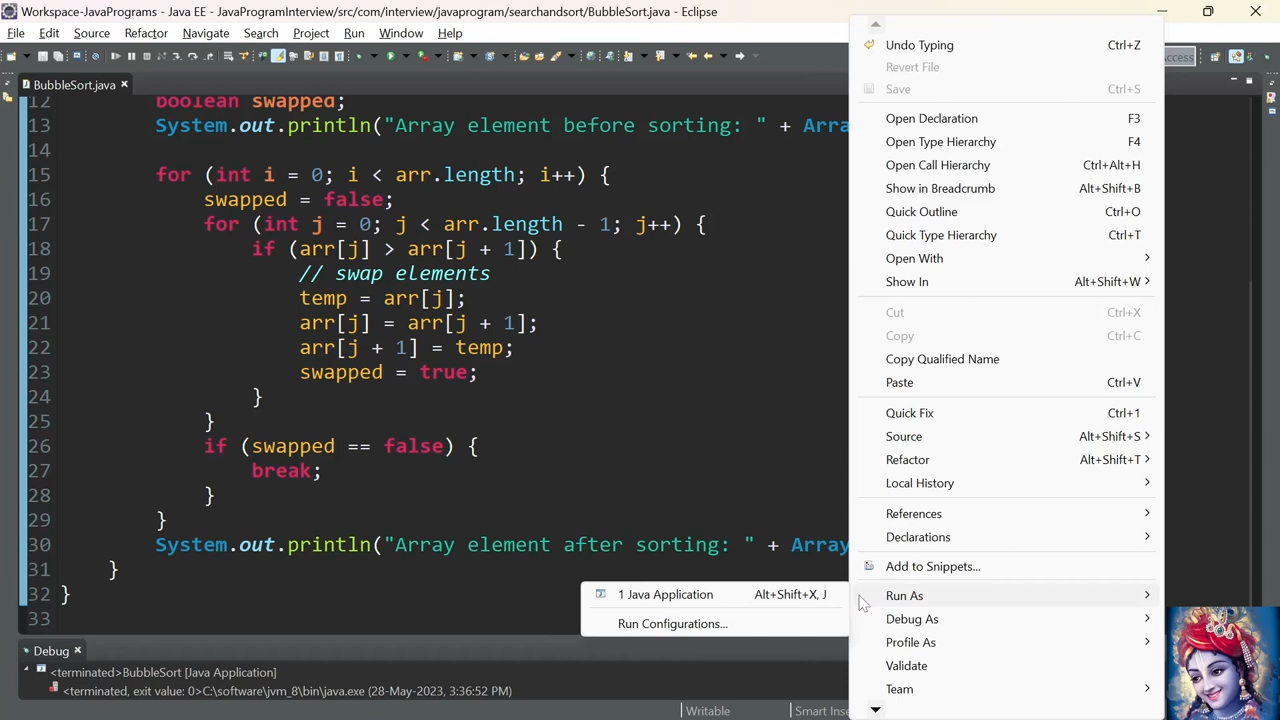 Workspace-JavaPrograms - Java EE - JavaProgramInterview/src/com/interview/javaprogram/searchandsort/BubbleSort.java - Eclipse
File Edit Source Refactor Navigate Search Project Run Window Help
BubbleSort.java
12 boolean swapped;
13 System.out.println("Array element before sorting: " + Arra
14
15 for (int i = 0; i < arr.length; i++) {
16 swapped = false;
17 for (int j = 0; j < arr.length - 1; j++) {
18 if (arr[j] > arr[j + 1]) {
19 // swap elements
20 temp = arr[j];
21 arr[j] = arr[j + 1];
22 arr[j + 1] = temp;
23 swapped = true;
24 }
25 }
26 if (swapped == false) {
27 break;
28 }
29 }
30 System.out.println("Array element after sorting: " + Array
31 }
32 }
33
Debug
<terminated>BubbleSort [Java Application]
<terminated, exit value: 0>C:\software\jvm_8\bin\java.exe (28-May-2023, 3:36:52 PM)
Writable
Smart Inse
Undo Typing Ctrl+Z
Revert File
Save Ctrl+S
Open Declaration F3
Open Type Hierarchy F4
Open Call Hierarchy Ctrl+Alt+H
Show in Breadcrumb Alt+Shift+B
Quick Outline Ctrl+O
Quick Type Hierarchy Ctrl+T
Open With
Show In Alt+Shift+W
Cut Ctrl+X
Copy Ctrl+C
Copy Qualified Name
Paste Ctrl+V
Quick Fix Ctrl+1
Source Alt+Shift+S
Refactor Alt+Shift+T
Local History
References
Declarations
Add to Snippets...
Run As
Debug As
Profile As
Validate
Team
1 Java Application Alt+Shift+X, J
Run Configurations...
ccess